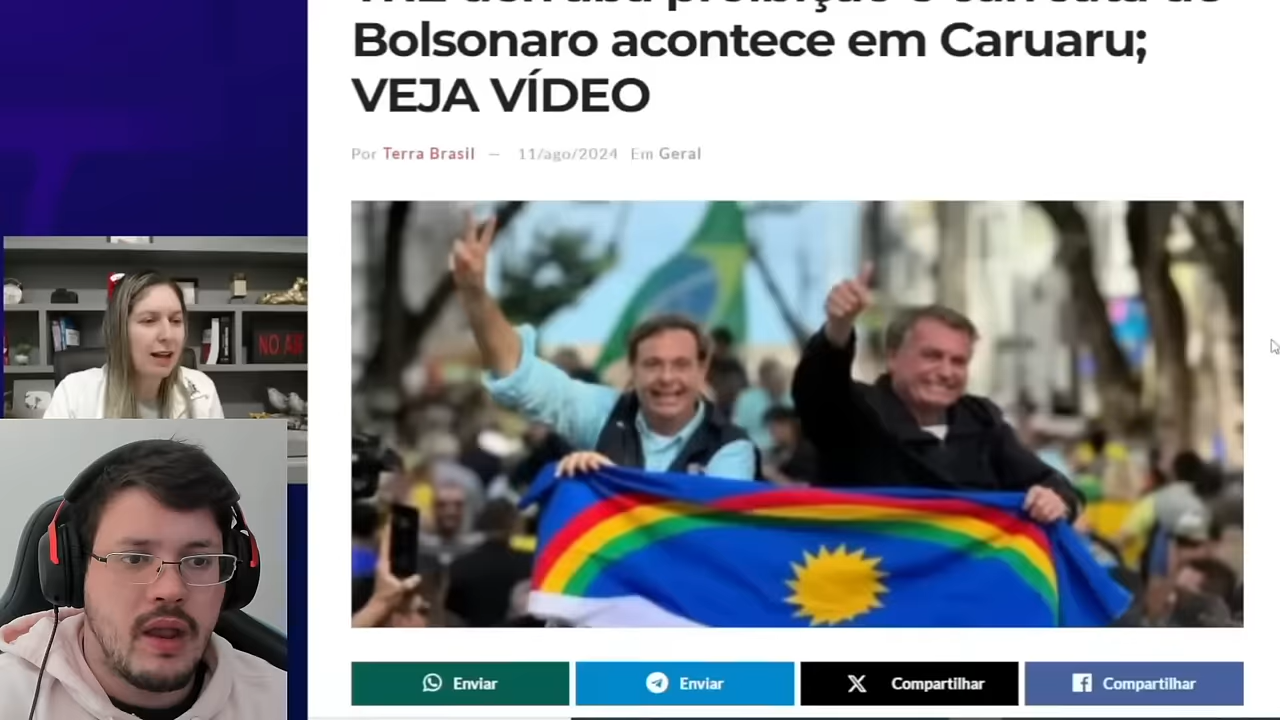 Bolsonaro acontece em Caruaru;
VEJA VÍDEO
Por Terra Brasil — 11/ago/2024 Em Geral
Enviar
Enviar
Compartilhar
Compartilhar